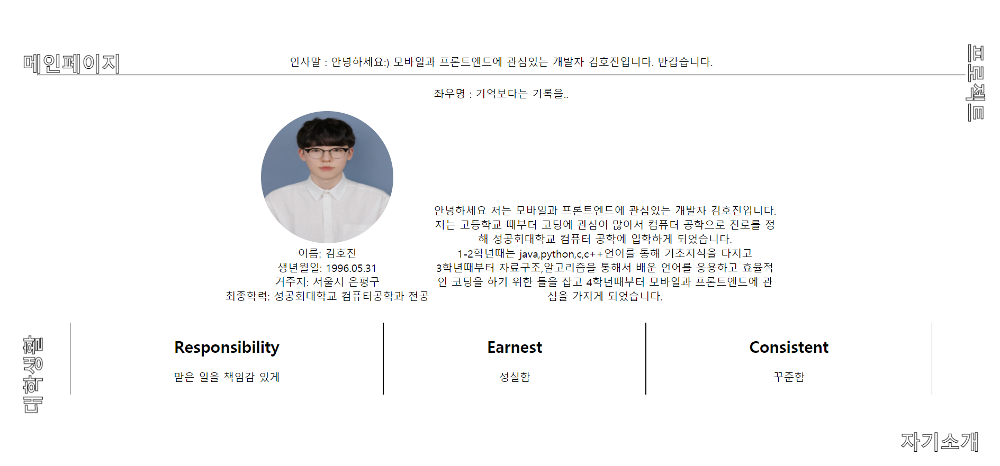 메인페이지
인사말 : 안녕하세요:) 모바일과 프론트엔드에 관심있는 개발자 김호진입니다. 반갑습니다.
프로젝트
좌우명 : 기억보다는 기록을..
이름: 김호진
생년월일: 1996.05.31
거주지: 서울시 은평구
최종학력: 성공회대학교 컴퓨터공학과 전공
안녕하세요 저는 모바일과 프론트엔드에 관심있는 개발자 김호진입니다.
저는 고등학교 때부터 코딩에 관심이 많아서 컴퓨터 공학으로 진로를 정
해 성공회대학교 컴퓨터 공학에 입학하게 되었습니다.
1-2학년때는 java,python,c,c++언어를 통해 기초지식을 다지고
3학년때부터 자료구조,알고리즘을 통해서 배운 언어를 응용하고 효율적
인 코딩을 하기 위한 틀을 잡고 4학년때부터 모바일과 프론트엔드에 관
심을 가지게 되었습니다.
대학생활
Responsibility
맡은 일을 책임감 있게
Earnest
성실함
Consistent
꾸준함
자기소개